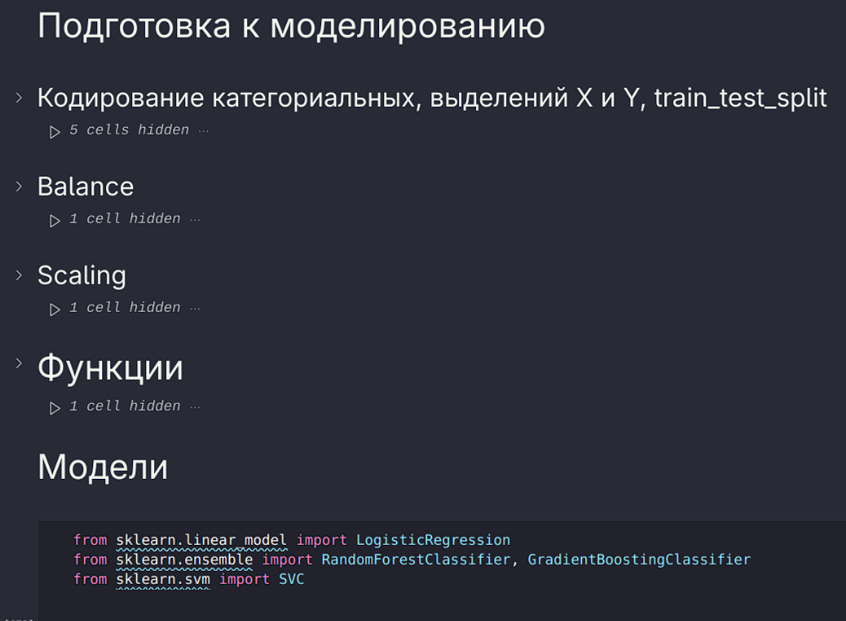 Подготовка к моделированию
Кодирование категориальных, выделений X и Y, train_test_split
5 cells hidden ...
Balance
1 cell hidden ...
Scaling
1 cell hidden ...
Функции
1 cell hidden ...
Модели
from sklearn.linear_model import LogisticRegression
from sklearn.ensemble import RandomForestClassifier, GradientBoostingClassifier
from sklearn.svm import SVC